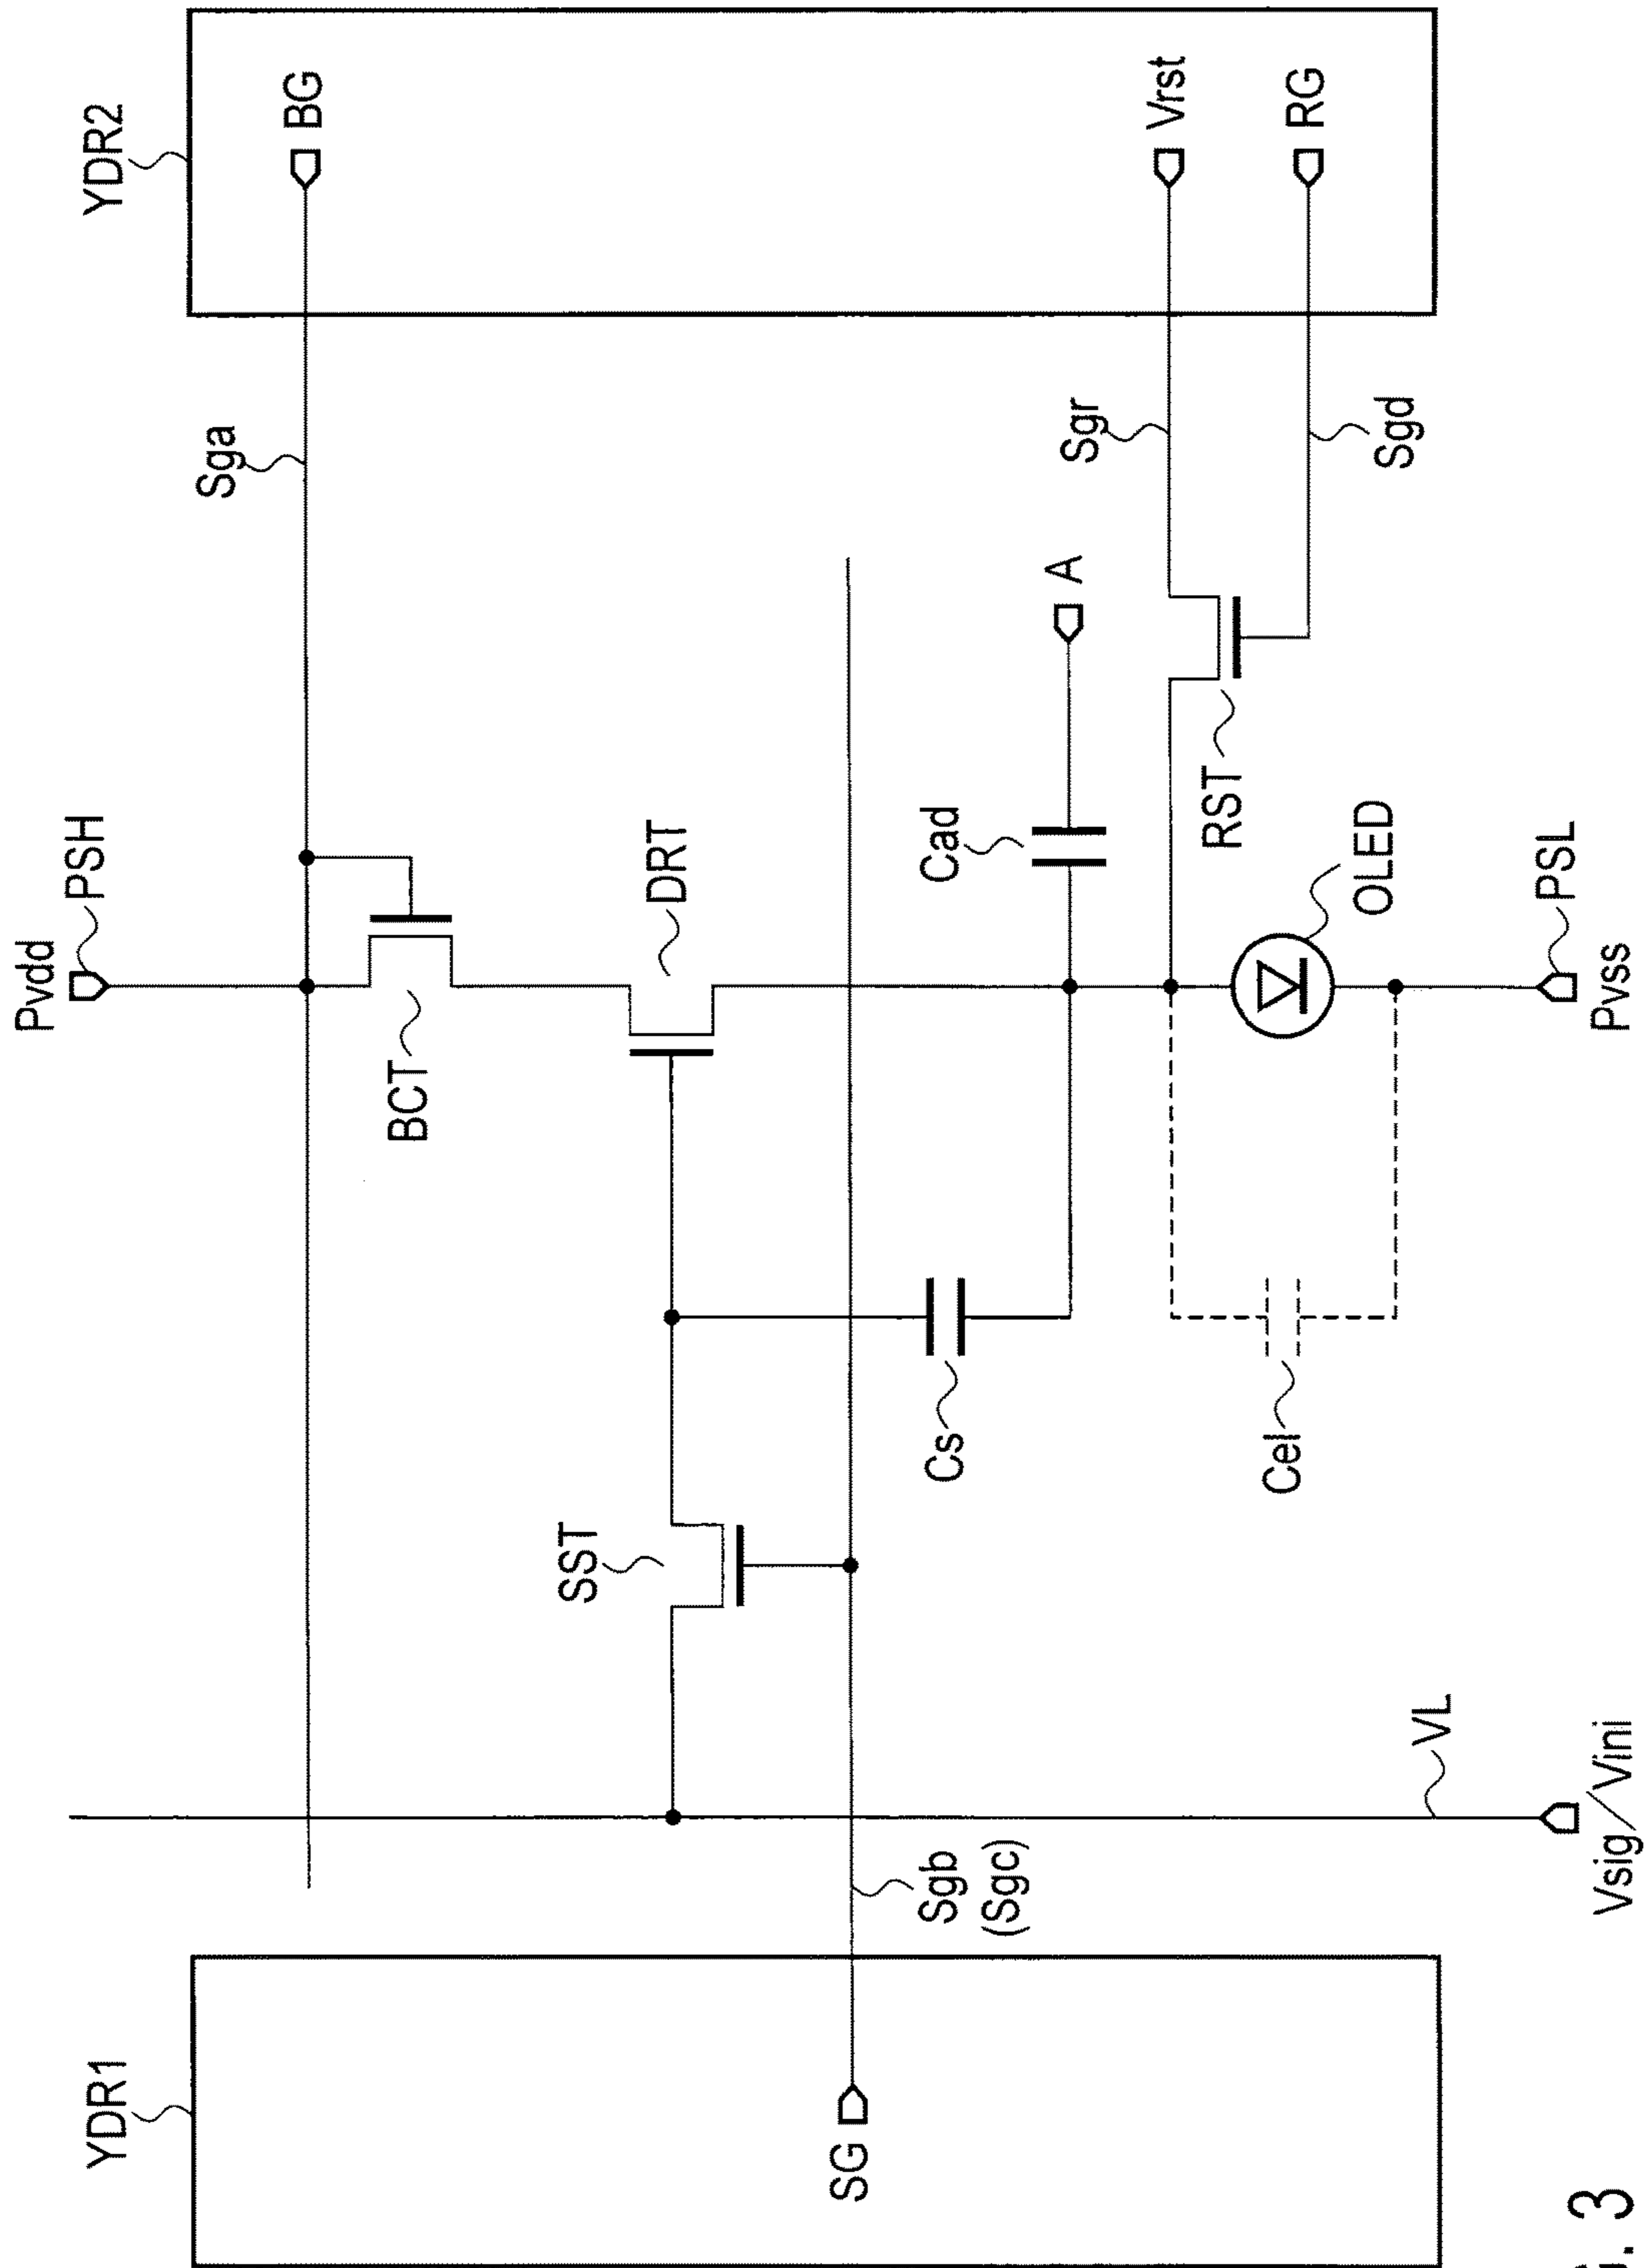 YDR1
YDR2
Pvdd
PSH
Sga
BG
BCT
DRT
SST
SG
Sgb
(Sgc)
Cs
Cad
A
Sgr
Vrst
RST
RG
Sgd
Cel
OLED
VL
PSL
Vsig/Vini
Pvss
3